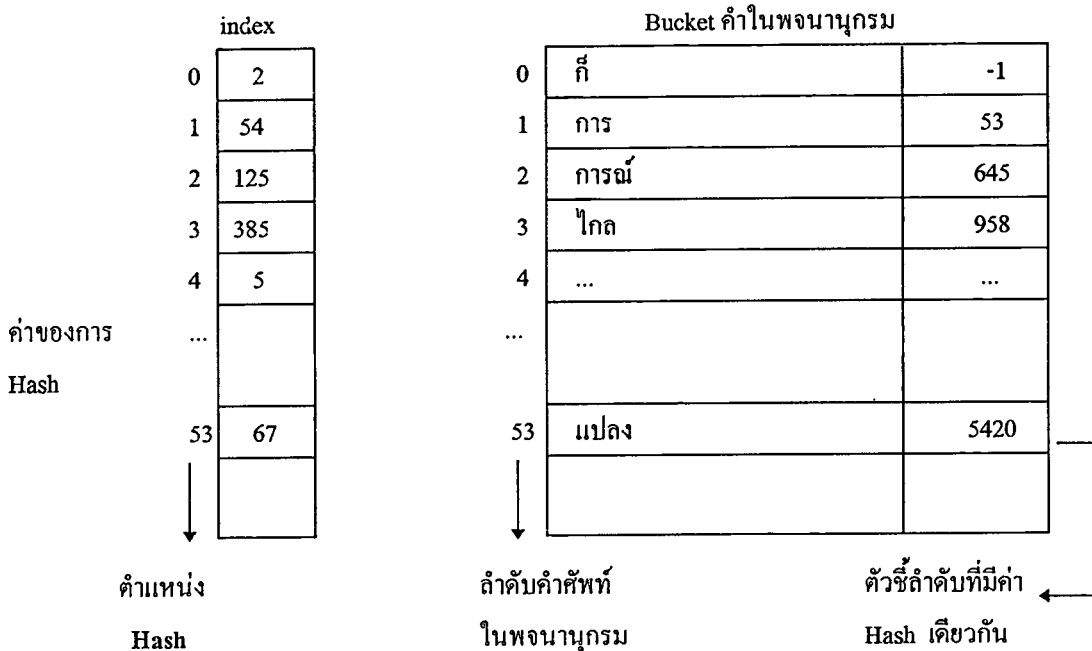 index
Bucket คำในพจนานุกรม
0 2 0 ก็ -1
1 54 1 การ 53
2 125 2 การณ์ 645
3 385 3 ไกล 958
4 5 4 ... ...
ค่าของการ ... ...
Hash
53 67 53 แปลง 5420
ตำแหน่ง ลำดับคำศัพท์ ตัวชี้ลำดับที่มีค่า
Hash ในพจนานุกรม Hash เดียวกัน